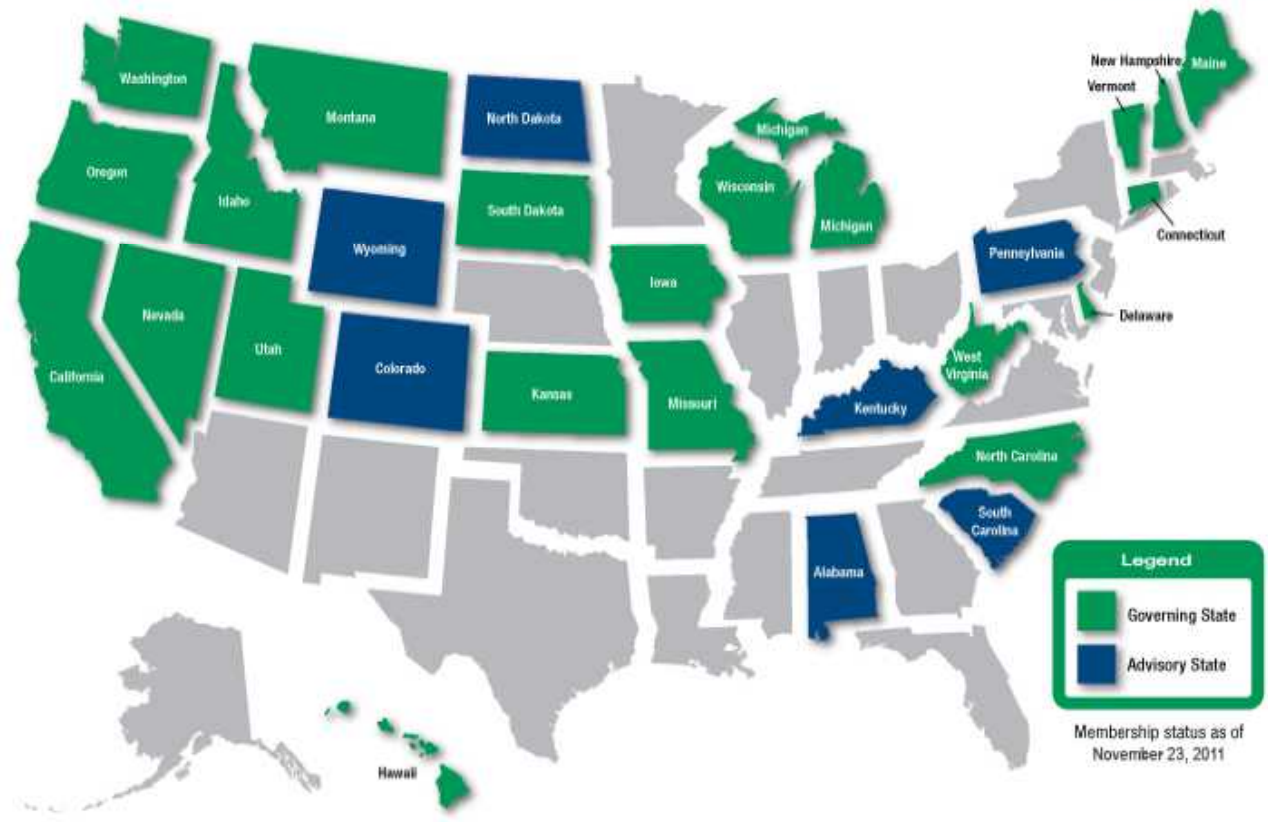 New Hampshire
Maine
Vermont
Washington
Montana
North Dakota
Michigan
Oregon
Idaho
South Dakota
Wisconsin
Michigan
Connecticut
Wyoming
Pennsylvania
Iowa
Nevada
Delaware
Utah
California
Colorado
Kansas
Missouri
West
Virginia
Kentucky
North Carolina
South
Carolina
Alabama
Hawaii
Legend
Governing State
Advisory State
Membership status as of
November 23, 2011